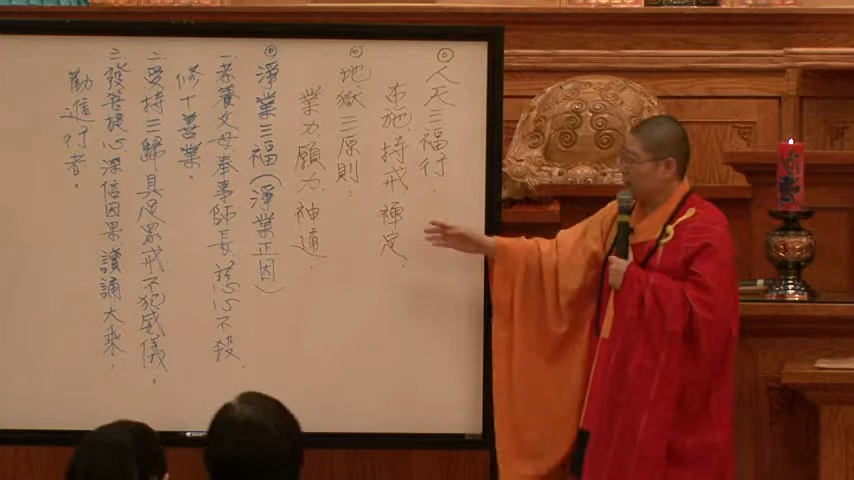 ◎人天三福行。
布施、持戒、禪定、
◎地獄三原則：
業力願力、神通。
◎淨業三福(淨業正因)
一孝養父母奉事師長慈心不殺、
修十善業。
二受持三歸具足眾戒不犯威儀。
三發菩提心深信因果讀誦大乘。
勸進行者。